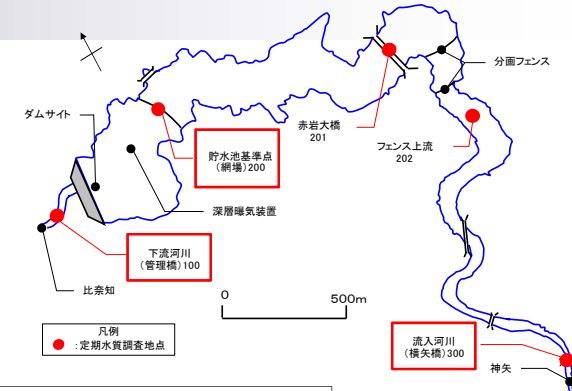 分画フェンス
ダムサイト
赤岩大橋
201
フェンス上流
202
貯水池基準点
（網場）200
深層曝気装置
下流河川
（管理橋）100
比奈知
0
500m
凡例
：定期水質調査地点
流入河川
（横矢橋）300
神矢